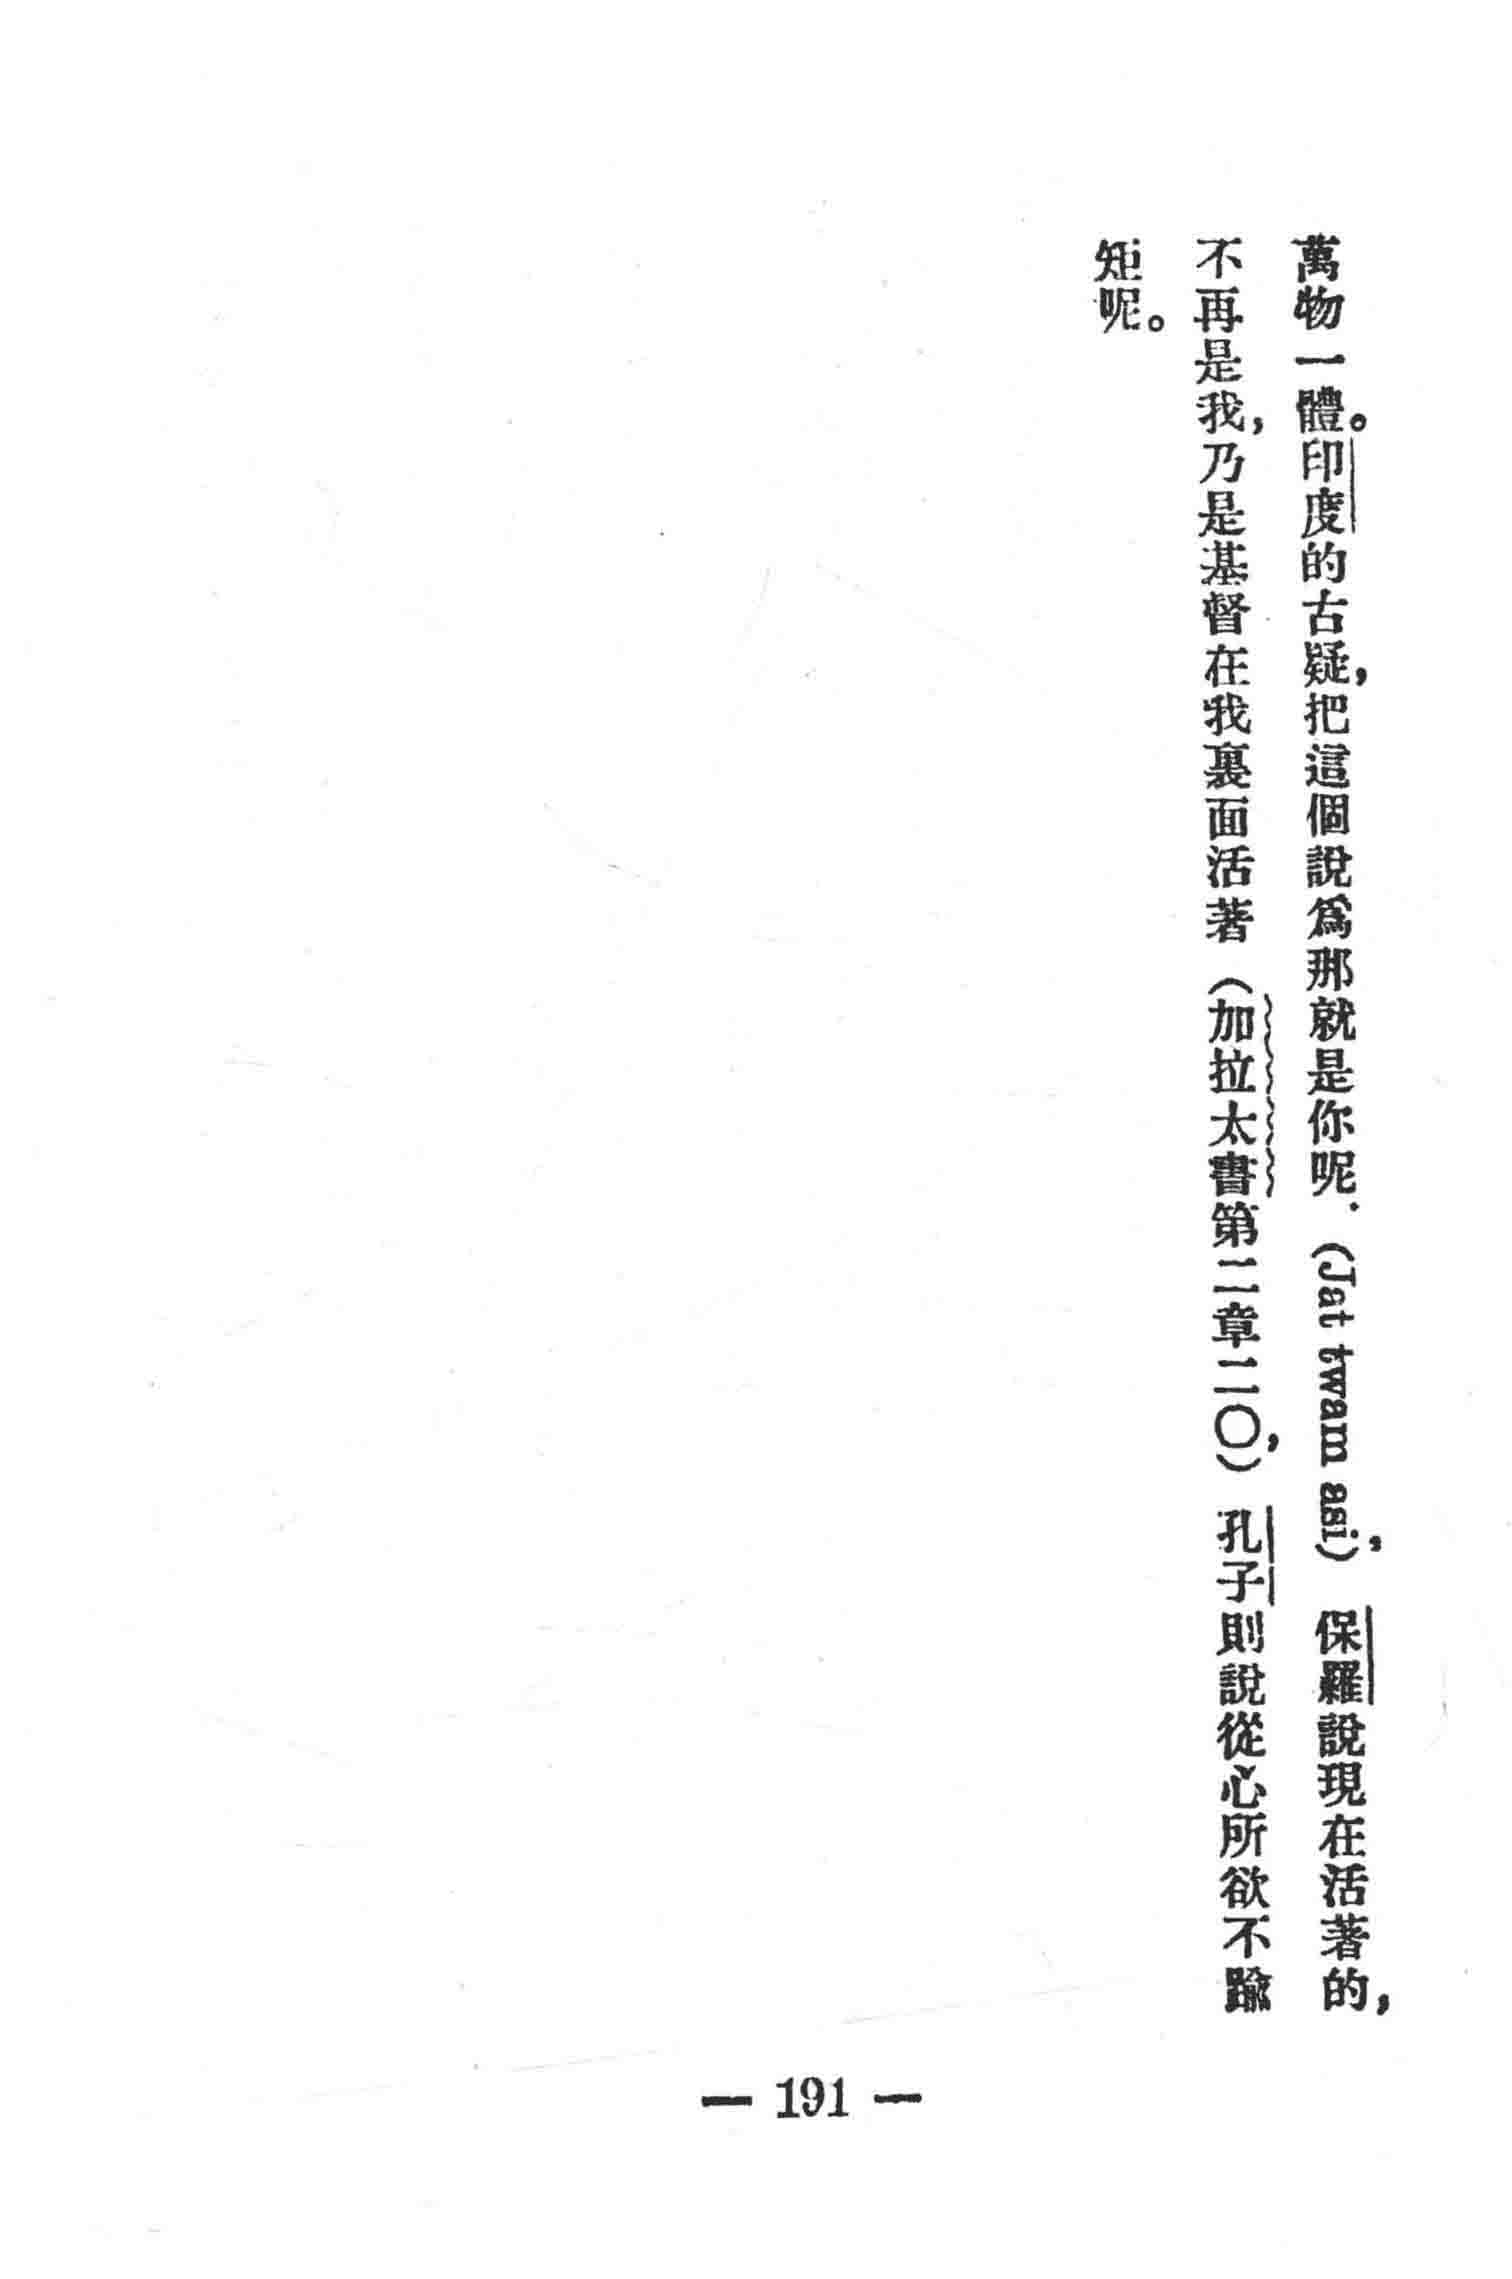 萬物一體。印度的古疑，把這個說爲那就是你呢．(Jat twam asi)，保羅說現在活著的，
不再是我，乃是基督在我裏面活著（加拉太書第二章二〇），孔子則說從心所欲不踰
矩呢。
— 191 —